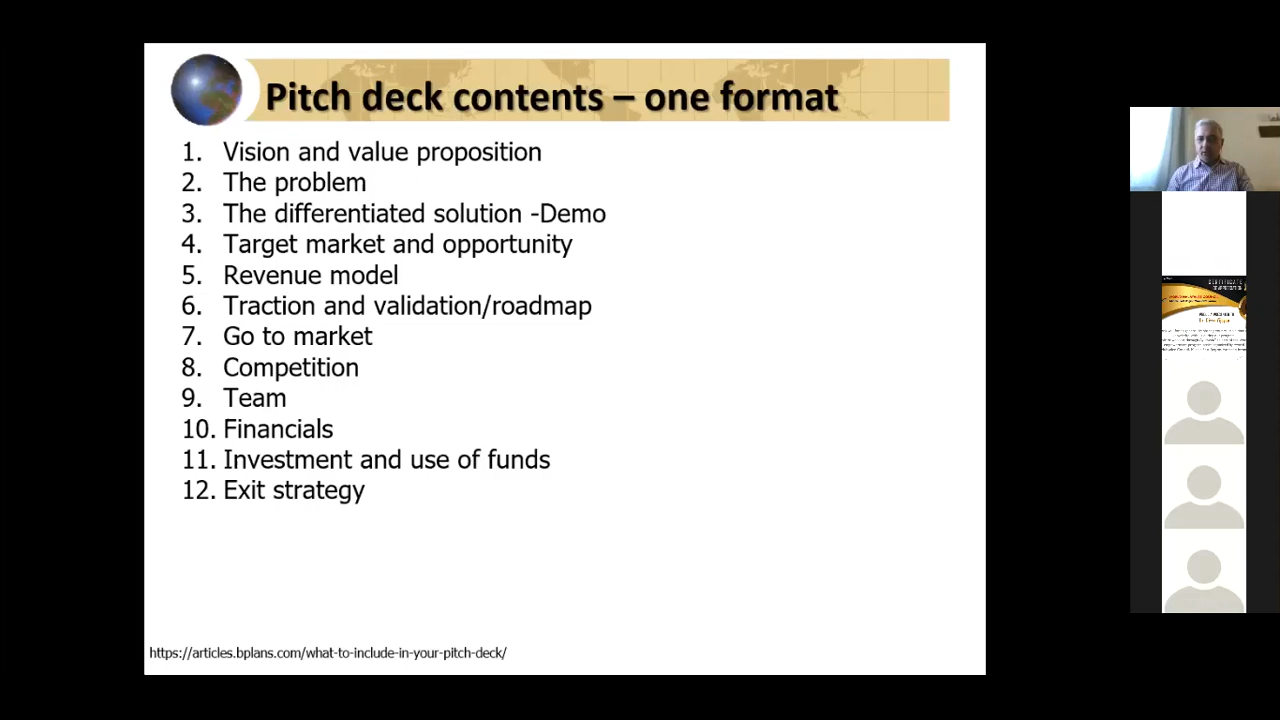 Pitch deck contents – one format
1. Vision and value proposition
2. The problem
3. The differentiated solution -Demo
4. Target market and opportunity
5. Revenue model
6. Traction and validation/roadmap
7. Go to market
8. Competition
9. Team
10. Financials
11. Investment and use of funds
12. Exit strategy
https://articles.bplans.com/what-to-include-in-your-pitch-deck/
CERTIFICATE